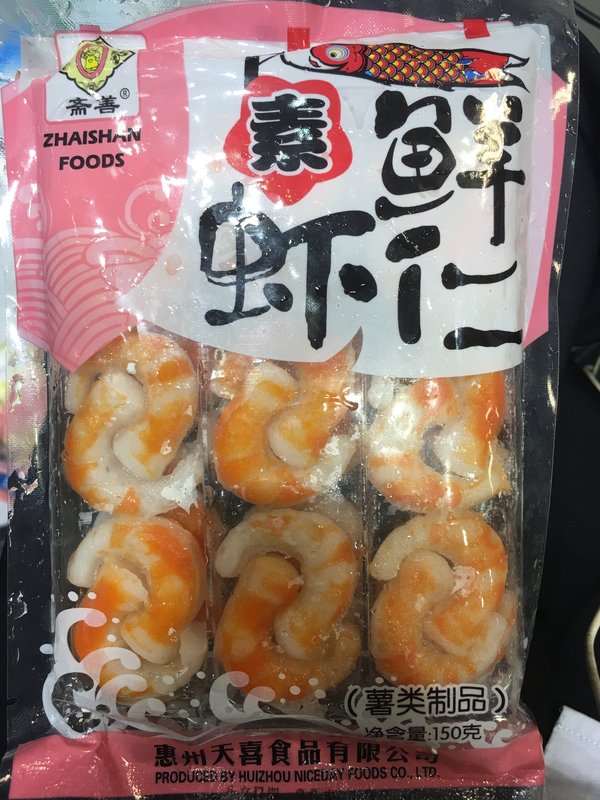 斋善®
ZHAISHAN
FOODS
素
鲜
虾仁
(薯类制品)
净含量:150克
惠州天喜食品有限公司
PRODUCED BY HUIZHOU NICEDAY FOODS CO., LTD.